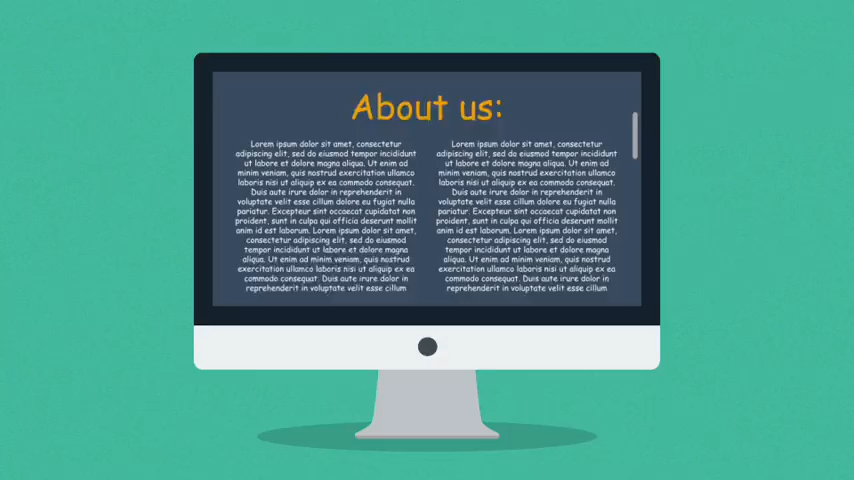 About us:
Lorem ipsum dolor sit amet, consectetur
adipiscing elit, sed do eiusmod tempor incididunt
ut labore et dolore magna aliqua. Ut enim ad
minim veniam, quis nostrud exercitation ullamco
laboris nisi ut aliquip ex ea commodo consequat.
Duis aute irure dolor in reprehenderit in
voluptate velit esse cillum dolore eu fugiat nulla
pariatur. Excepteur sint occaecat cupidatat non
proident, sunt in culpa qui officia deserunt mollit
anim id est laborum. Lorem ipsum dolor sit amet,
consectetur adipiscing elit, sed do eiusmod
tempor incididunt ut labore et dolore magna
aliqua. Ut enim ad minim veniam, quis nostrud
exercitation ullamco laboris nisi ut aliquip ex ea
commodo consequat. Duis aute irure dolor in
reprehenderit in voluptate velit esse cillum
Lorem ipsum dolor sit amet, consectetur
adipiscing elit, sed do eiusmod tempor incididunt
ut labore et dolore magna aliqua. Ut enim ad
minim veniam, quis nostrud exercitation ullamco
laboris nisi ut aliquip ex ea commodo consequat.
Duis aute irure dolor in reprehenderit in
voluptate velit esse cillum dolore eu fugiat nulla
pariatur. Excepteur sint occaecat cupidatat non
proident, sunt in culpa qui officia deserunt mollit
anim id est laborum. Lorem ipsum dolor sit amet,
consectetur adipiscing elit, sed do eiusmod
tempor incididunt ut labore et dolore magna
aliqua. Ut enim ad minim veniam, quis nostrud
exercitation ullamco laboris nisi ut aliquip ex ea
commodo consequat. Duis aute irure dolor in
reprehenderit in voluptate velit esse cillum